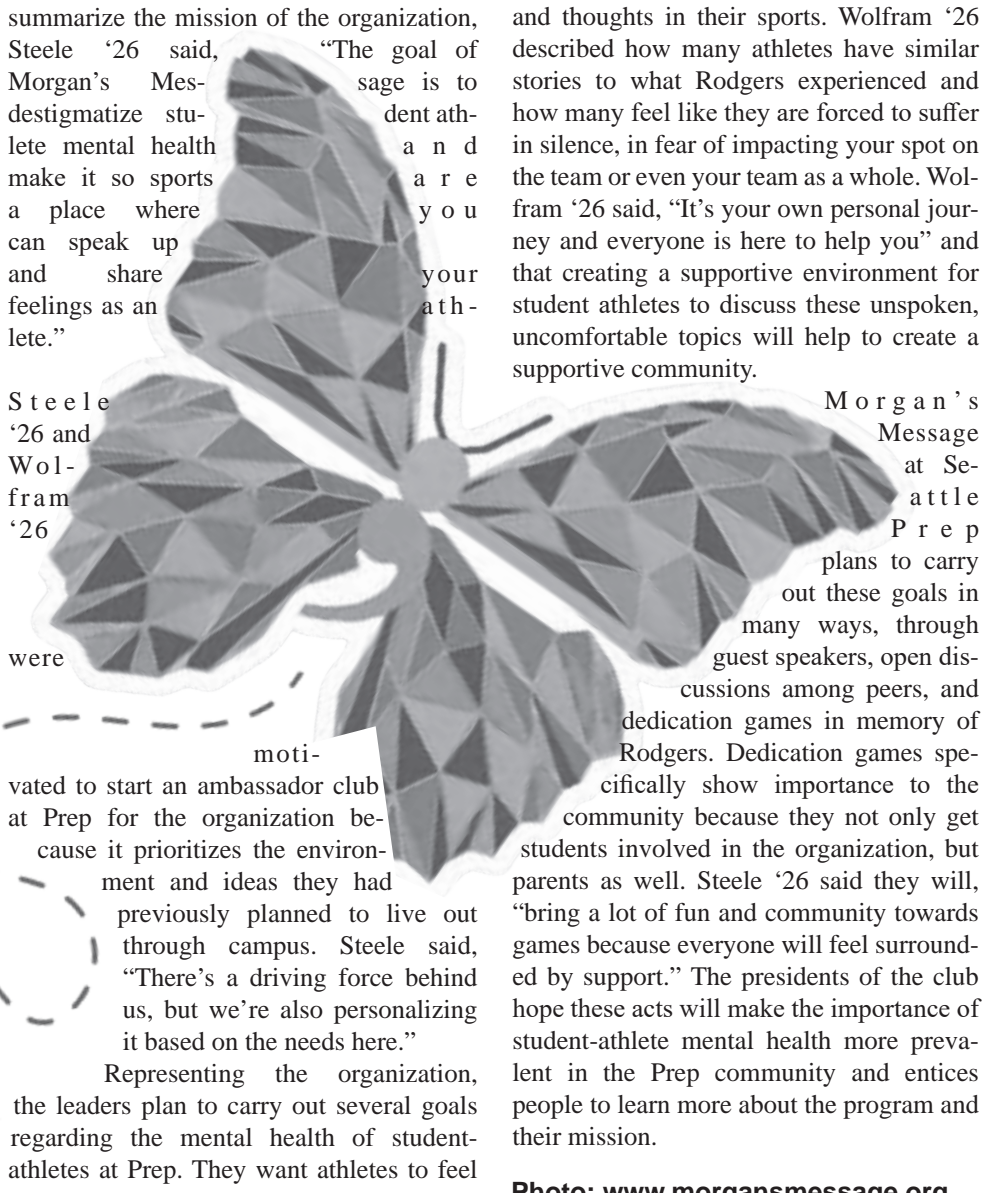 summarize the mission of the organization,
Steele ‘26 said, “The goal of
Morgan’s Mes- sage is to
destigmatize stu- dent ath-
lete mental health and
make it so sports are
a place where you
can speak up
and share your
feelings as an ath-
lete.”
Steele
‘26 and
Wol-
fram
‘26
were
moti-
vated to start an ambassador club
at Prep for the organization be-
cause it prioritizes the environ-
ment and ideas they had
previously planned to live out
through campus. Steele said,
“There’s a driving force behind
us, but we’re also personalizing
it based on the needs here.”
Representing the organization,
the leaders plan to carry out several goals
regarding the mental health of student-
athletes at Prep. They want athletes to feel
and thoughts in their sports. Wolfram ‘26
described how many athletes have similar
stories to what Rodgers experienced and
how many feel like they are forced to suffer
in silence, in fear of impacting your spot on
the team or even your team as a whole. Wol-
fram ‘26 said, “It’s your own personal jour-
ney and everyone is here to help you” and
that creating a supportive environment for
student athletes to discuss these unspoken,
uncomfortable topics will help to create a
supportive community.
Morgan’s
Message
at Se-
attle
Prep
plans to carry
out these goals in
many ways, through
guest speakers, open dis-
cussions among peers, and
dedication games in memory of
Rodgers. Dedication games spe-
cifically show importance to the
community because they not only get
students involved in the organization, but
parents as well. Steele ‘26 said they will,
“bring a lot of fun and community towards
games because everyone will feel surround-
ed by support.” The presidents of the club
hope these acts will make the importance of
student-athlete mental health more preva-
lent in the Prep community and entices
people to learn more about the program and
their mission.
Photo: www.morgansmessage.org